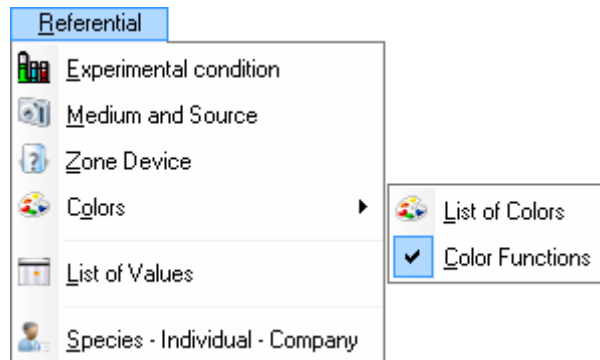 Referential
Experimental condition
Medium and Source
Zone Device
Colors
List of Colors
Color Functions
List of Values
Species - Individual - Company